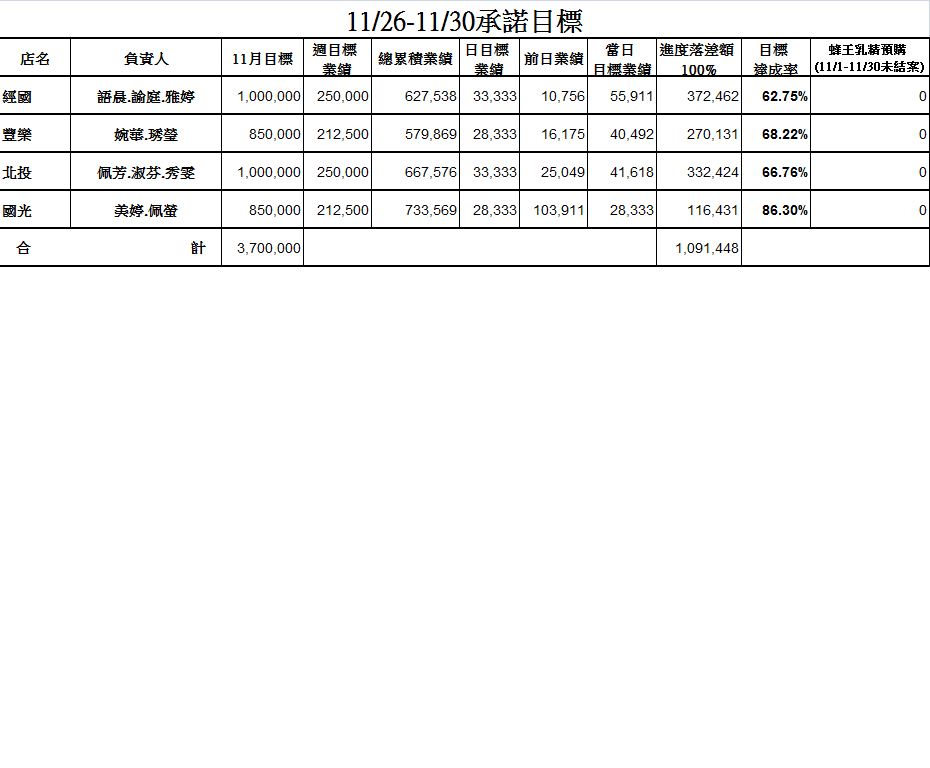 11/26-11/30承諾目標
店名 負責人 11月目標 週目標業績 總累積業績 日目標業績 前日業績 當日目標業績 進度落差額100% 目標達成率 蜂王乳精預購(11/1-11/30未結案)
經國 語晨.諭庭.雅婷 1,000,000 250,000 627,538 33,333 10,756 55,911 372,462 62.75% 0
豐樂 婉華.琇瑩 850,000 212,500 579,869 28,333 16,175 40,492 270,131 68.22% 0
北投 佩芳.淑芬.秀雯 1,000,000 250,000 667,576 33,333 25,049 41,618 332,424 66.76% 0
國光 美婷.佩螢 850,000 212,500 733,569 28,333 103,911 28,333 116,431 86.30% 0
合 計 3,700,000 1,091,448